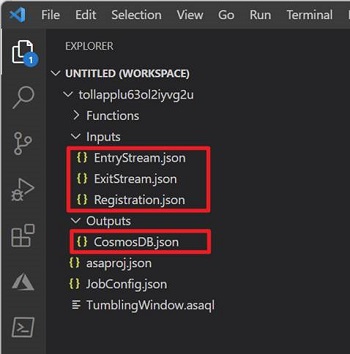 File Edit Selection View Go Run Terminal
EXPLORER
1
UNTITLED (WORKSPACE)
tollapplu63ol2iyvg2u
Functions
Inputs
{} EntryStream.json
{} ExitStream.json
{} Registration.json
Outputs
{} CosmosDB.json
{} asaproj.json
{} JobConfig.json
TumblingWindow.asaql